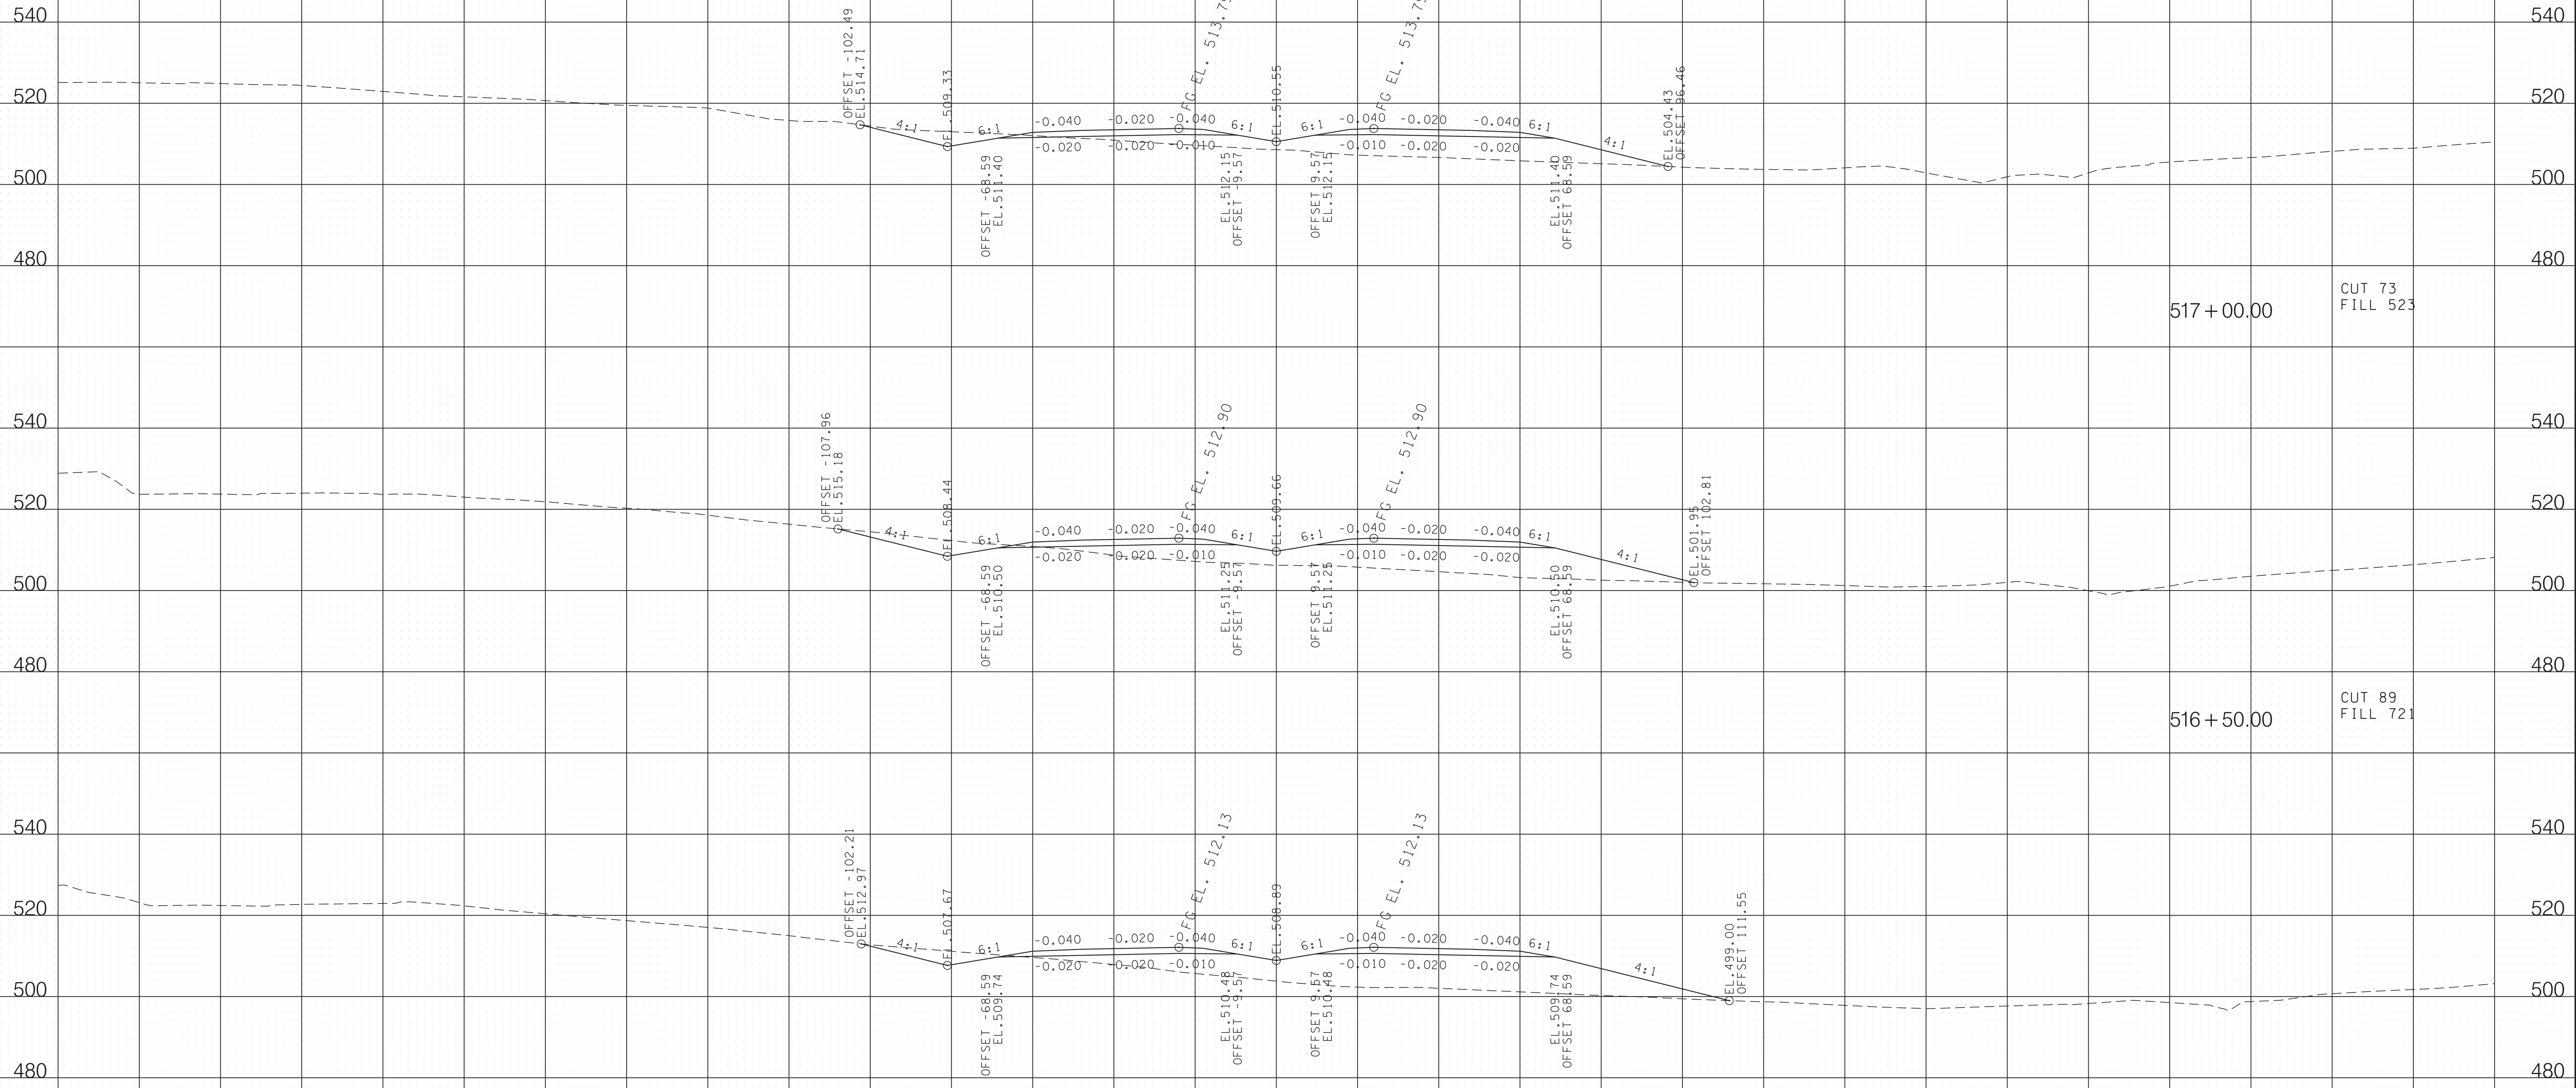 540 540
OFFSET -102.49
EL.514.71
EL.509.33
EL.510.55
EL.504.43
OFFSET 96.46
520 520
4:1 6:1 -0.040 -0.020 -0.040 6:1 6:1 -0.040 -0.020 -0.040 6:1 4:1
-0.020 -0.020 -0.010 -0.010 -0.020 -0.020
OFFSET -68.59
EL.511.40
EL.512.15
OFFSET -9.57
OFFSET 9.57
EL.512.15
EL.511.40
OFFSET 68.59
500 500
480 480
CUT 73
FILL 523
517+00.00
540 540
OFFSET -107.96
EL.515.18
EL.508.44
FG EL. 512.90
EL.509.66
FG EL. 512.90
EL.501.95
OFFSET 102.81
520 520
4:1 6:1 -0.040 -0.020 -0.040 6:1 6:1 -0.040 -0.020 -0.040 6:1 4:1
-0.020 -0.020 -0.010 -0.010 -0.020 -0.020
OFFSET -68.59
EL.510.50
EL.511.25
OFFSET -9.57
OFFSET 9.57
EL.511.25
EL.510.50
OFFSET 68.59
500 500
480 480
CUT 89
FILL 721
516+50.00
540 540
OFFSET -102.21
EL.512.97
EL.507.67
FG EL. 512.13
EL.508.89
FG EL. 512.13
EL.499.00
OFFSET 111.55
520 520
4:1 6:1 -0.040 -0.020 -0.040 6:1 6:1 -0.040 -0.020 -0.040 6:1 4:1
-0.020 -0.020 -0.010 -0.010 -0.020 -0.020
OFFSET -68.59
EL.509.74
EL.510.48
OFFSET -9.57
OFFSET 9.57
EL.510.48
EL.509.74
OFFSET 68.59
500 500
480 480